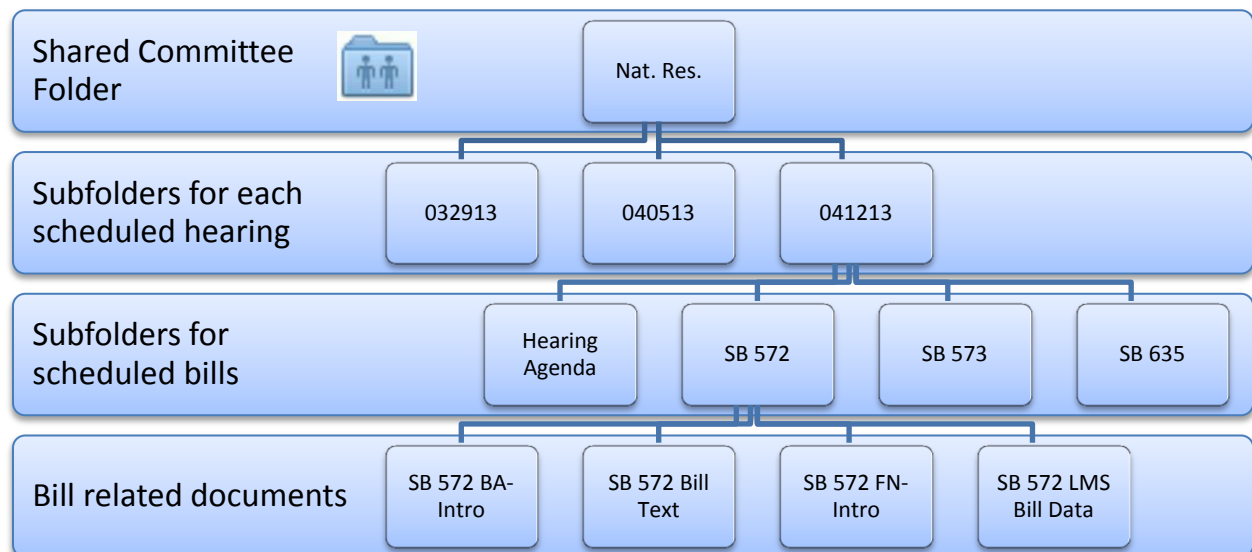 Shared Committee
Folder
Nat. Res.
Subfolders for each
scheduled hearing
032913
040513
041213
Subfolders for
scheduled bills
Hearing
Agenda
SB 572
SB 573
SB 635
Bill related documents
SB 572 BA-
Intro
SB 572 Bill
Text
SB 572 FN-
Intro
SB 572 LMS
Bill Data